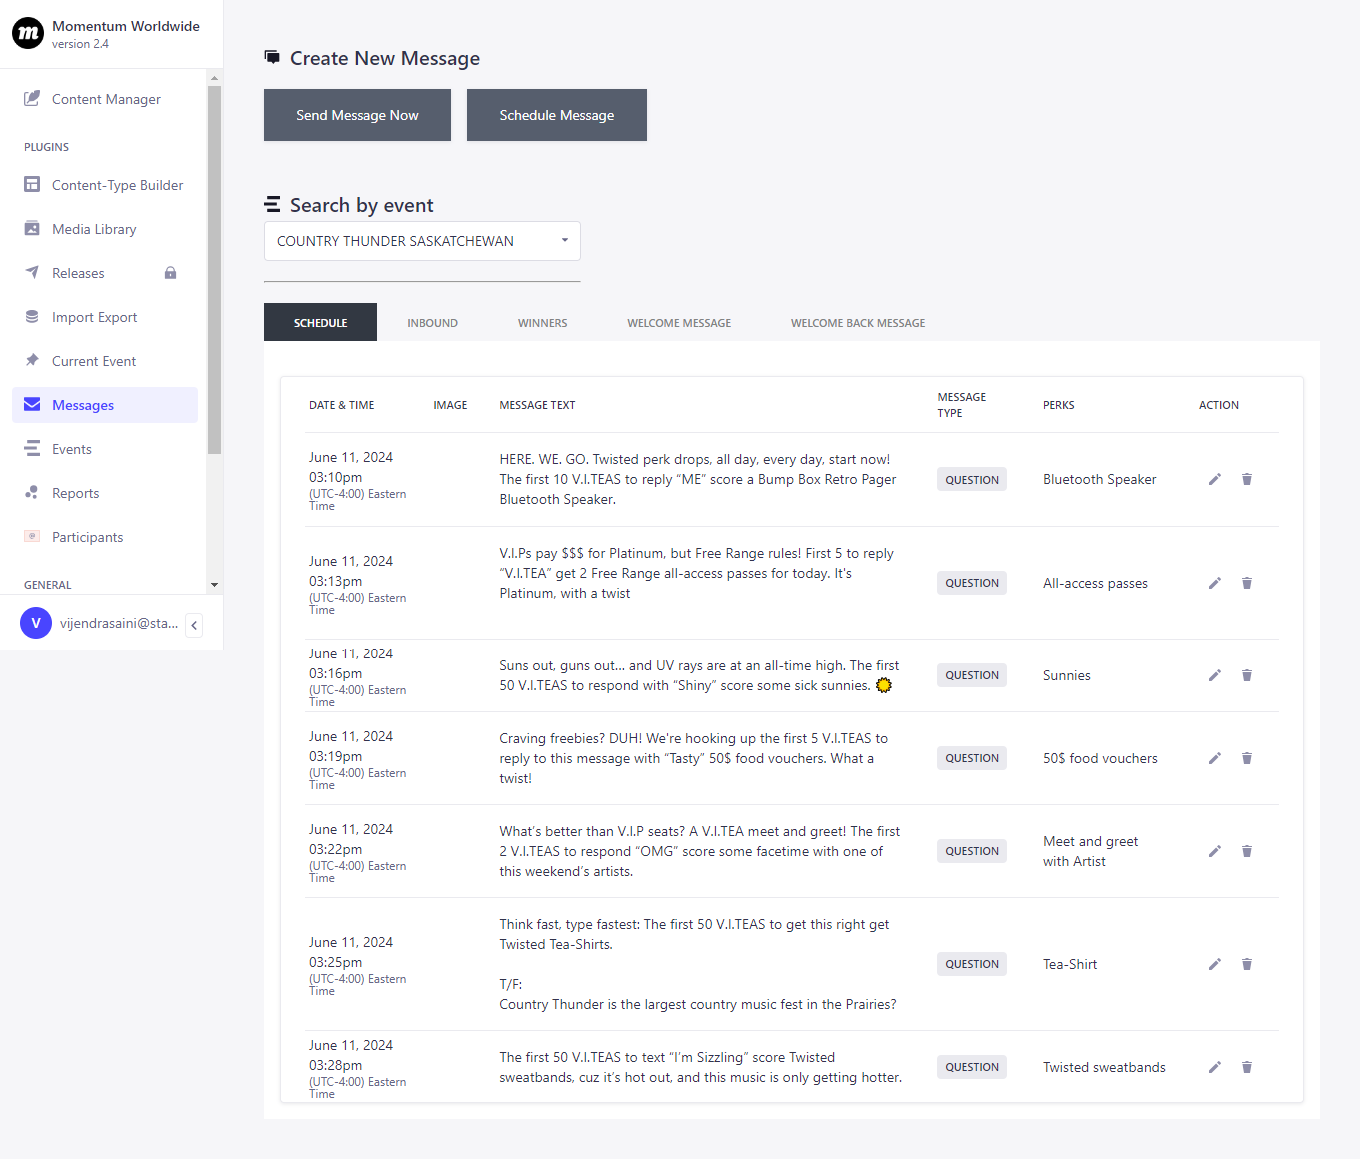 Momentum Worldwide
version 2.4
Content Manager
PLUGINS
Content-Type Builder
Media Library
Releases
Import Export
Current Event
Messages
Events
Reports
Participants
GENERAL
V
vijendrasaini@sta...
Create New Message
Send Message Now
Schedule Message
Search by event
COUNTRY THUNDER SASKATCHEWAN
SCHEDULE
INBOUND
WINNERS
WELCOME MESSAGE
WELCOME BACK MESSAGE
DATE & TIME
IMAGE
MESSAGE TEXT
MESSAGE
TYPE
PERKS
ACTION
June 11, 2024
03:10pm
(UTC-4:00) Eastern
Time
HERE. WE. GO. Twisted perk drops, all day, every day, start now!
The first 10 V.I.TEAS to reply “ME” score a Bump Box Retro Pager
Bluetooth Speaker.
QUESTION
Bluetooth Speaker
June 11, 2024
03:13pm
(UTC-4:00) Eastern
Time
V.I.Ps pay $$$ for Platinum, but Free Range rules! First 5 to reply
“V.I.TEA” get 2 Free Range all-access passes for today. It's
Platinum, with a twist
QUESTION
All-access passes
June 11, 2024
03:16pm
(UTC-4:00) Eastern
Time
Suns out, guns out... and UV rays are at an all-time high. The first
50 V.I.TEAS to respond with “Shiny” score some sick sunnies.
QUESTION
Sunnies
June 11, 2024
03:19pm
(UTC-4:00) Eastern
Time
Craving freebies? DUH! We're hooking up the first 5 V.I.TEAS to
reply to this message with “Tasty” 50$ food vouchers. What a
twist!
QUESTION
50$ food vouchers
June 11, 2024
03:22pm
(UTC-4:00) Eastern
Time
What’s better than V.I.P seats? A V.I.TEA meet and greet! The first
2 V.I.TEAS to respond “OMG” score some facetime with one of
this weekend’s artists.
QUESTION
Meet and greet
with Artist
June 11, 2024
03:25pm
(UTC-4:00) Eastern
Time
Think fast, type fastest: The first 50 V.I.TEAS to get this right get
Twisted Tea-Shirts.
T/F:
Country Thunder is the largest country music fest in the Prairies?
QUESTION
Tea-Shirt
June 11, 2024
03:28pm
(UTC-4:00) Eastern
Time
The first 50 V.I.TEAS to text “I’m Sizzling” score Twisted
sweatbands, cuz it’s hot out, and this music is only getting hotter.
QUESTION
Twisted sweatbands